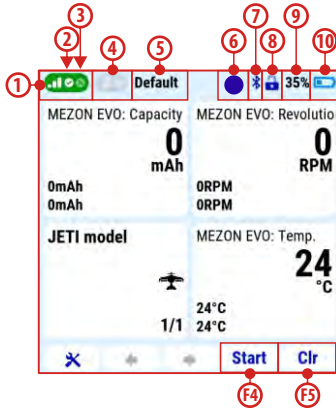 3
2 4 5 6 7 8 9 10
1 Default 35%
MEZON EVO: Capacity MEZON EVO: Revolutio
0 0
mAh RPM
0mAh 0RPM
0mAh 0RPM
JETI model MEZON EVO: Temp.
24
°C
24°C
1/1 24°C
Start Clr
F4 F5